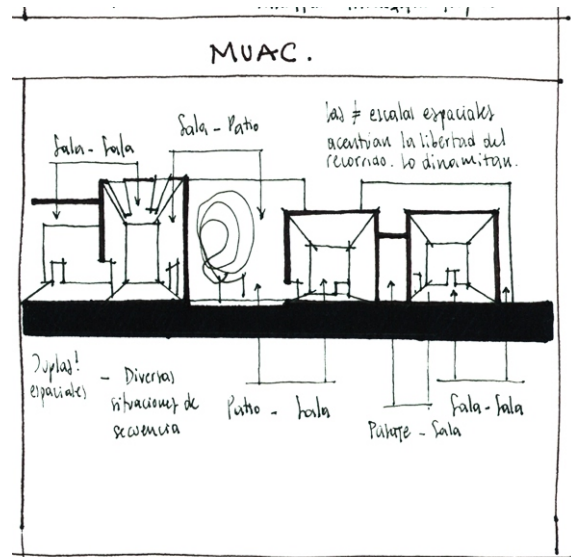 MUAC.
Sala - Sala
Sala - Patio
las ≠ escalas espaciales
acentúan la libertad del
recorrido. Lo dinamitan.
Duplas!
espaciales
- Diversas
situaciones de
secuencia
Patio - Sala
Pasaje - Sala
Sala - Sala